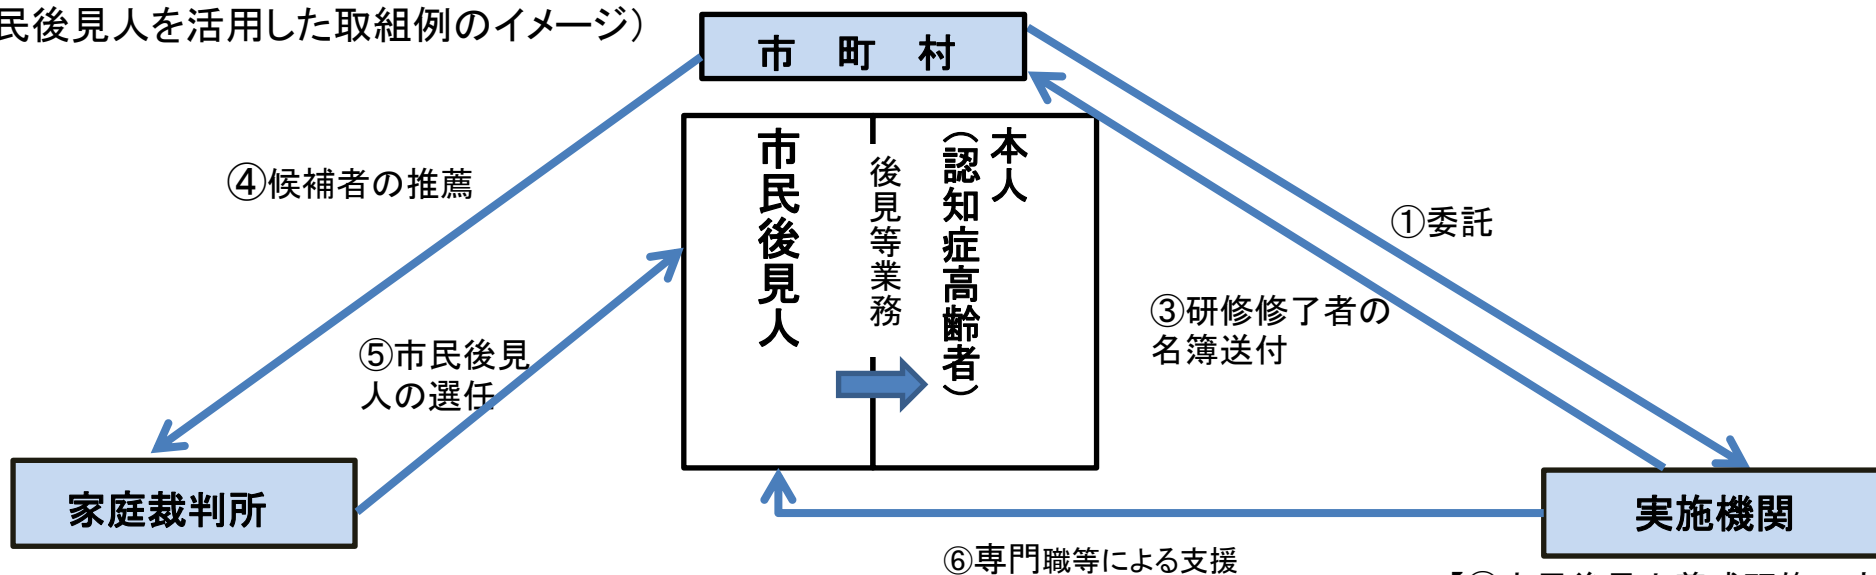 民後見人を活用した取組例のイメージ）
市 町 村
市民後見人
後見等業務
本人
（認知症高齢者）
④候補者の推薦
①委託
③研修修了者の
名簿送付
⑤市民後見
人の選任
家庭裁判所
実施機関
⑥専門職等による支援